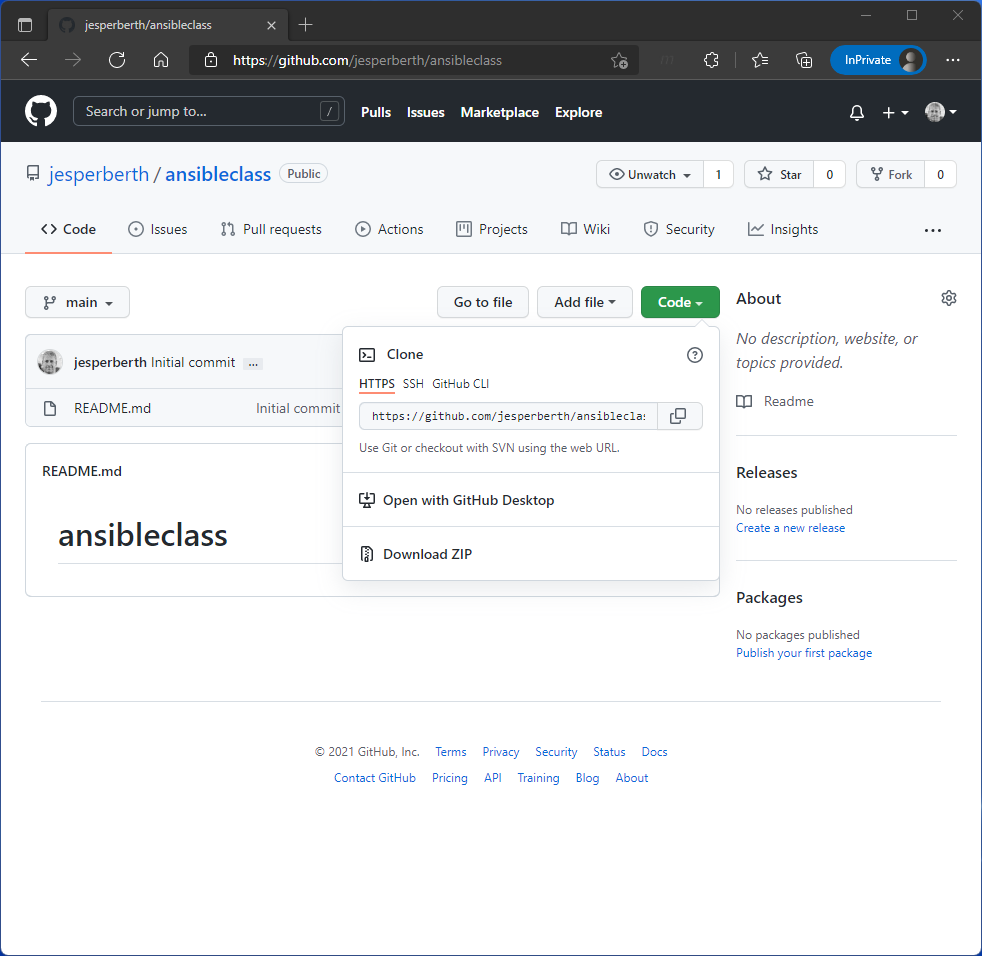 jesperberth/ansibleclass
https://github.com/jesperberth/ansibleclass
InPrivate
Search or jump to...
/
Pulls Issues Marketplace Explore
jesperberth / ansibleclass Public
Unwatch 1 Star 0 Fork 0
Code Issues Pull requests Actions Projects Wiki Security Insights
main Go to file Add file Code
jesperberth Initial commit ...
README.md Initial commit
README.md
ansibleclass
Clone
HTTPS SSH GitHub CLI
https://github.com/jesperberth/ansibleclas
Use Git or checkout with SVN using the web URL.
Open with GitHub Desktop
Download ZIP
About
No description, website, or
topics provided.
Readme
Releases
No releases published
Create a new release
Packages
No packages published
Publish your first package
© 2021 GitHub, Inc. Terms Privacy Security Status Docs
Contact GitHub Pricing API Training Blog About